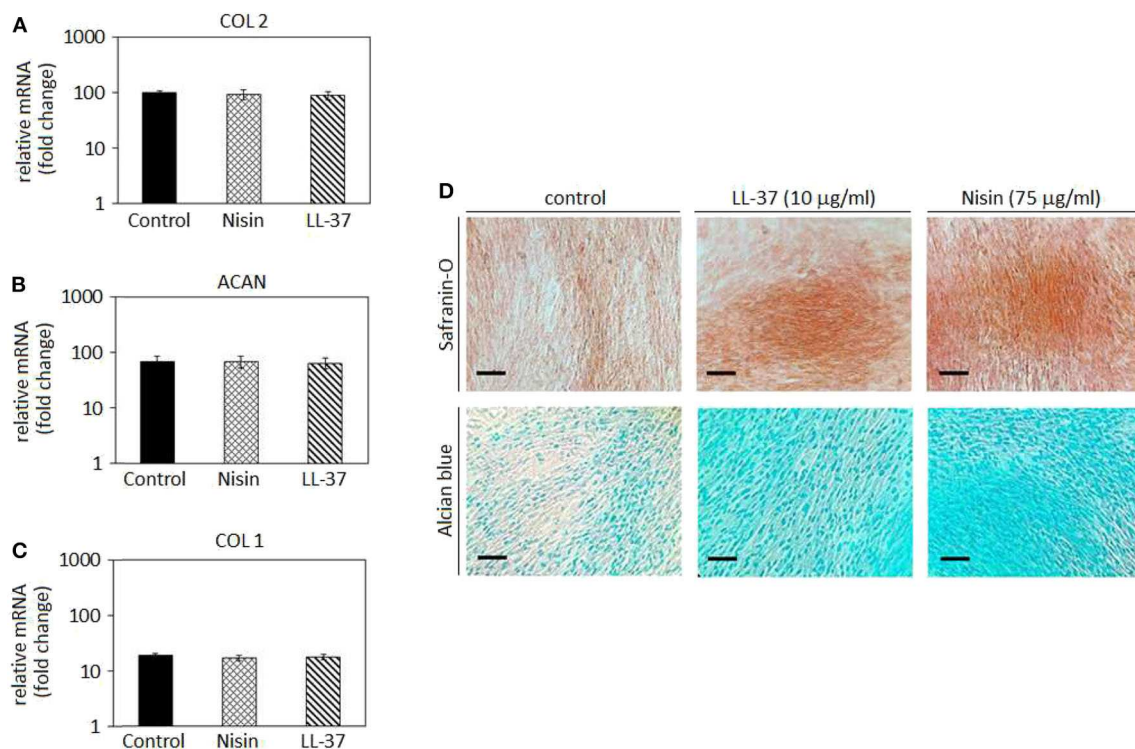 A
COL 2
relative mRNA
(fold change)
1000
100
10
1
Control Nisin LL-37
B
ACAN
relative mRNA
(fold change)
1000
100
10
1
Control Nisin LL-37
C
COL 1
relative mRNA
(fold change)
1000
100
10
1
Control Nisin LL-37
D
control LL-37 (10 µg/ml) Nisin (75 µg/ml)
Safranin-O
Alcian blue